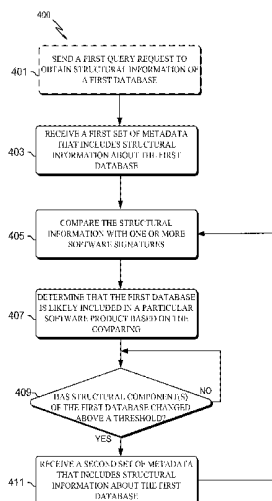 400
SEND A FIRST QUERY REQUEST TO
OBTAIN STRUCTURAL INFORMATION OF
A FIRST DATABASE
401
RECEIVE A FIRST SET OF METADATA
THAT INCLUDES STRUCTURAL
INFORMATION ABOUT THE FIRST
DATABASE
403
COMPARE THE STRUCTURAL
INFORMATION WITH ONE OR MORE
SOFTWARE SIGNATURES
405
DETERMINE THAT THE FIRST DATABASE
IS LIKELY INCLUDED IN A PARTICULAR
SOFTWARE PRODUCT BASED ON THE
COMPARING
407
HAS STRUCTURAL COMPONENT(S)
OF THE FIRST DATABASE CHANGED
ABOVE A THRESHOLD?
409
NO
YES
RECEIVE A SECOND SET OF METADATA
THAT INCLUDES STRUCTURAL
INFORMATION ABOUT THE FIRST
DATABASE
411